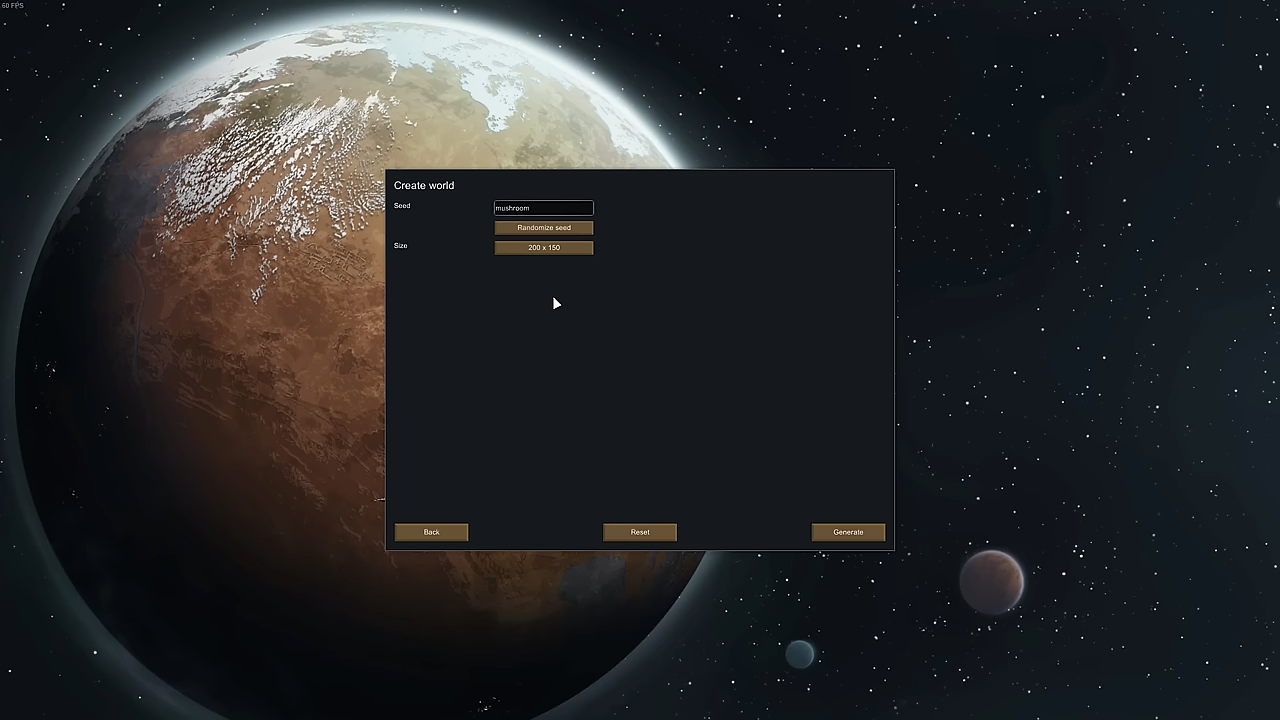 60 FPS
Create world
Seed
mushroom
Randomize seed
Size
200 x 150
Back
Reset
Generate